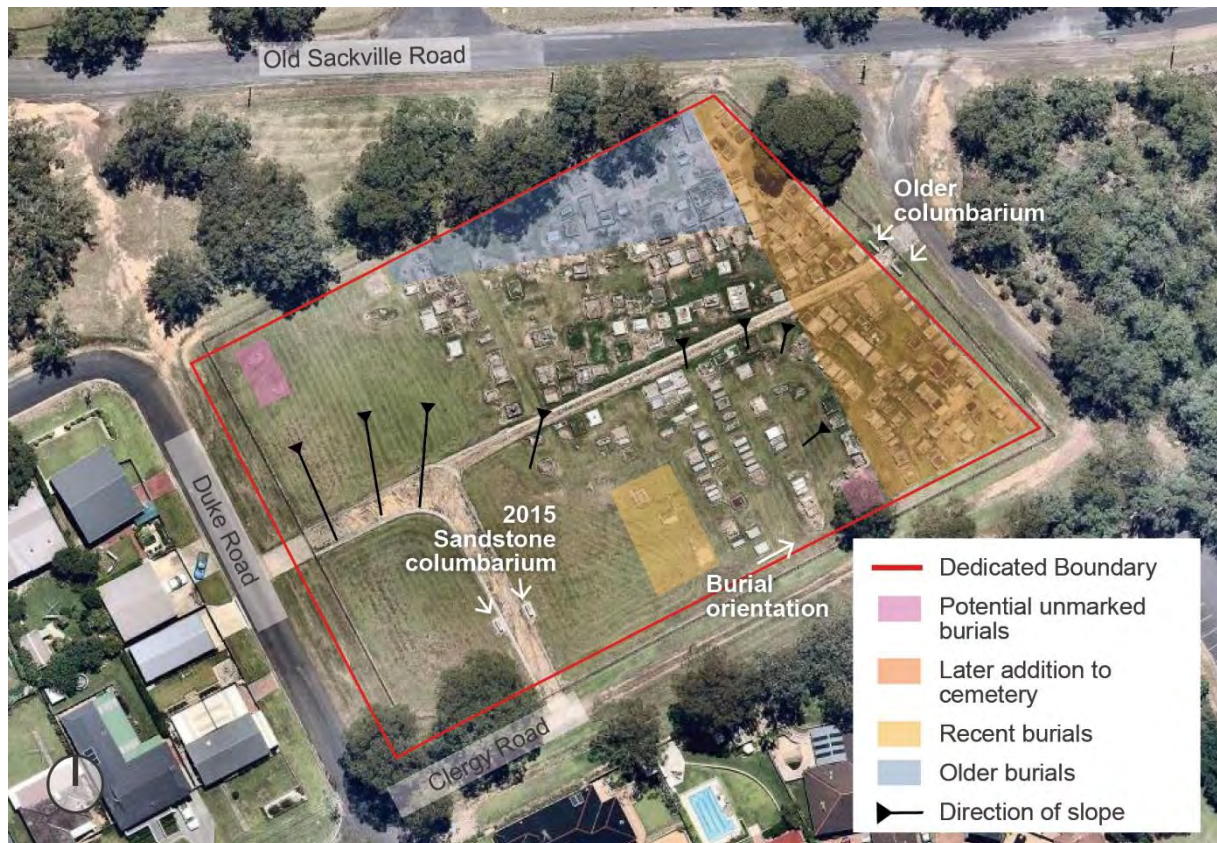 Old Sackville Road
Older
columbarium
Duke Road
2015
Sandstone
columbarium
Burial
orientation
Clergy Road
Dedicated Boundary
Potential unmarked
burials
Later addition to
cemetery
Recent burials
Older burials
Direction of slope